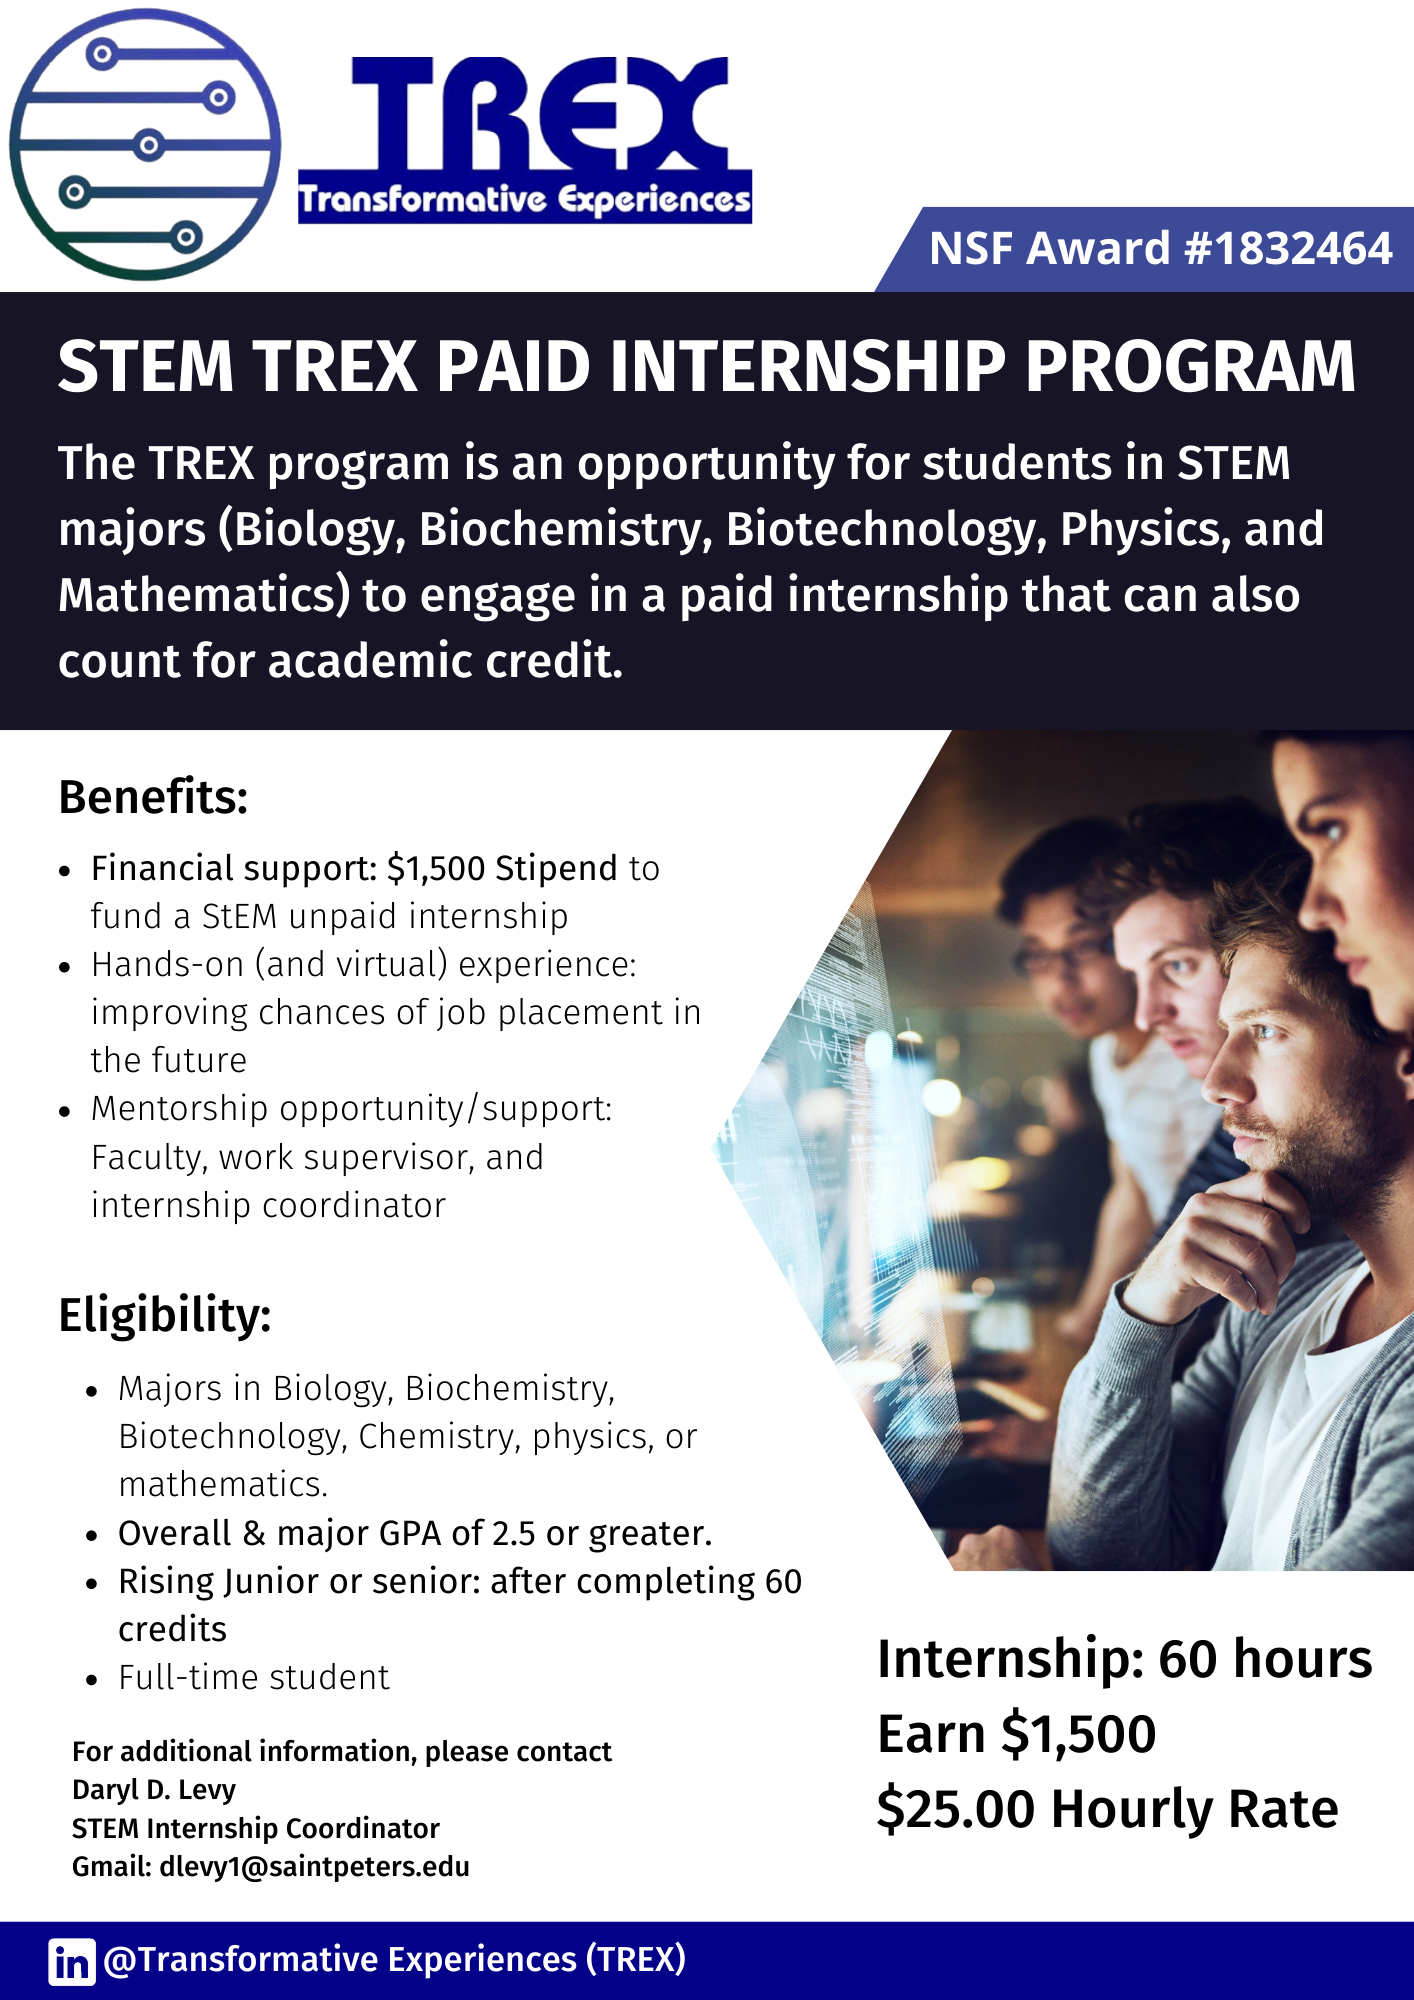 TREX
Transformative Experiences
NSF Award #1832464
STEM TREX PAID INTERNSHIP PROGRAM
The TREX program is an opportunity for students in STEM
majors (Biology, Biochemistry, Biotechnology, Physics, and
Mathematics) to engage in a paid internship that can also
count for academic credit.
Benefits:
• Financial support: $1,500 Stipend to
fund a StEM unpaid internship
• Hands-on (and virtual) experience:
improving chances of job placement in
the future
• Mentorship opportunity/support:
Faculty, work supervisor, and
internship coordinator
Eligibility:
• Majors in Biology, Biochemistry,
Biotechnology, Chemistry, physics, or
mathematics.
• Overall & major GPA of 2.5 or greater.
• Rising Junior or senior: after completing 60
credits
• Full-time student
For additional information, please contact
Daryl D. Levy
STEM Internship Coordinator
Gmail: dlevy1@saintpeters.edu
Internship: 60 hours
Earn $1,500
$25.00 Hourly Rate
in @Transformative Experiences (TREX)